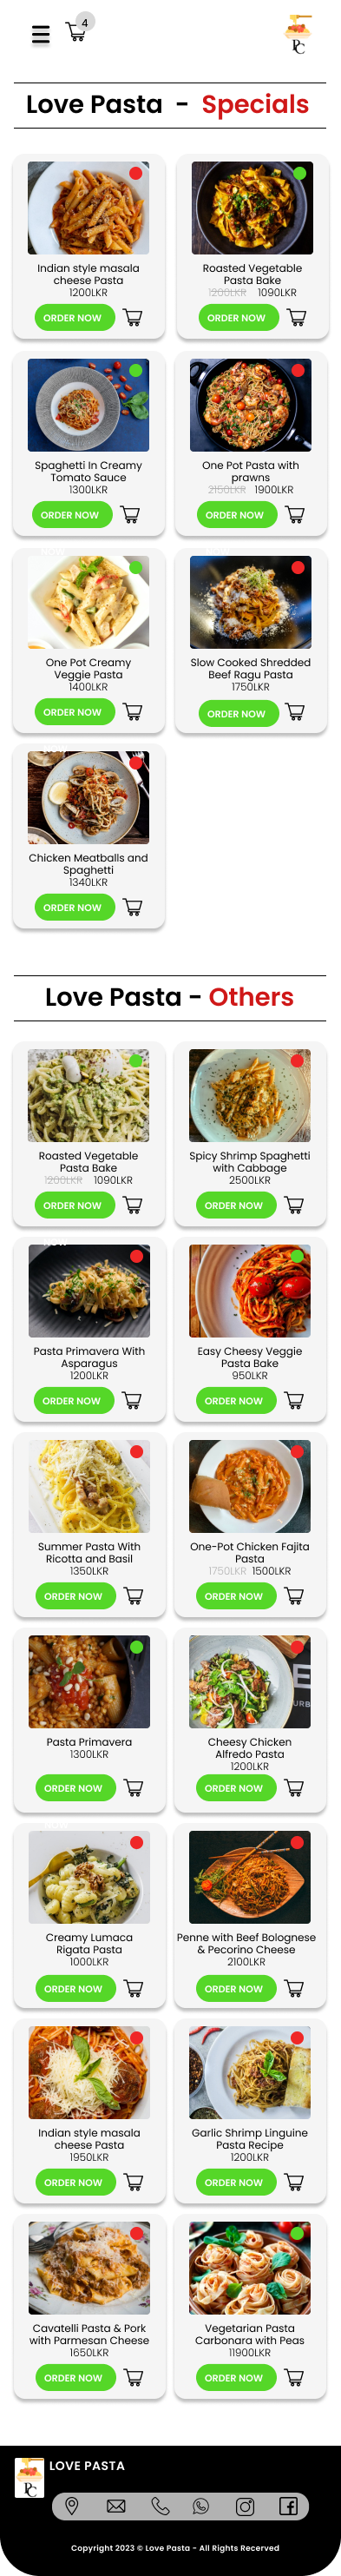 4
PC
Love Pasta - Specials
Indian style masala
cheese Pasta
1200LKR
ORDER NOW
Roasted Vegetable
Pasta Bake
1200LKR 1090LKR
ORDER NOW
Spaghetti In Creamy
Tomato Sauce
1300LKR
ORDER NOW
One Pot Pasta with
prawns
2150LKR 1900LKR
ORDER NOW
One Pot Creamy
Veggie Pasta
1400LKR
ORDER NOW
Slow Cooked Shredded
Beef Ragu Pasta
1750LKR
ORDER NOW
Chicken Meatballs and
Spaghetti
1340LKR
ORDER NOW
Love Pasta - Others
Roasted Vegetable
Pasta Bake
1200LKR 1090LKR
ORDER NOW
Spicy Shrimp Spaghetti
with Cabbage
2500LKR
ORDER NOW
Pasta Primavera With
Asparagus
1200LKR
ORDER NOW
Easy Cheesy Veggie
Pasta Bake
950LKR
ORDER NOW
Summer Pasta With
Ricotta and Basil
1350LKR
ORDER NOW
One-Pot Chicken Fajita
Pasta
1750LKR 1500LKR
ORDER NOW
Pasta Primavera
1300LKR
ORDER NOW
Cheesy Chicken
Alfredo Pasta
1200LKR
ORDER NOW
Creamy Lumaca
Rigata Pasta
1000LKR
ORDER NOW
Penne with Beef Bolognese
& Pecorino Cheese
2100LKR
ORDER NOW
Indian style masala
cheese Pasta
1950LKR
ORDER NOW
Garlic Shrimp Linguine
Pasta Recipe
1200LKR
ORDER NOW
Cavatelli Pasta & Pork
with Parmesan Cheese
1650LKR
ORDER NOW
Vegetarian Pasta
Carbonara with Peas
11900LKR
ORDER NOW
PC
LOVE PASTA
Copyright 2023 © Love Pasta - All Rights Recerved